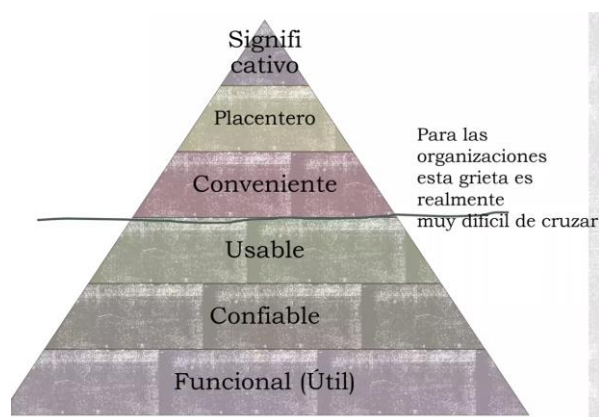 Signifi
cativo
Placentero
Para las
organizaciones
esta grieta es
realmente
muy difícil de cruzar
Conveniente
Usable
Confiable
Funcional (Útil)